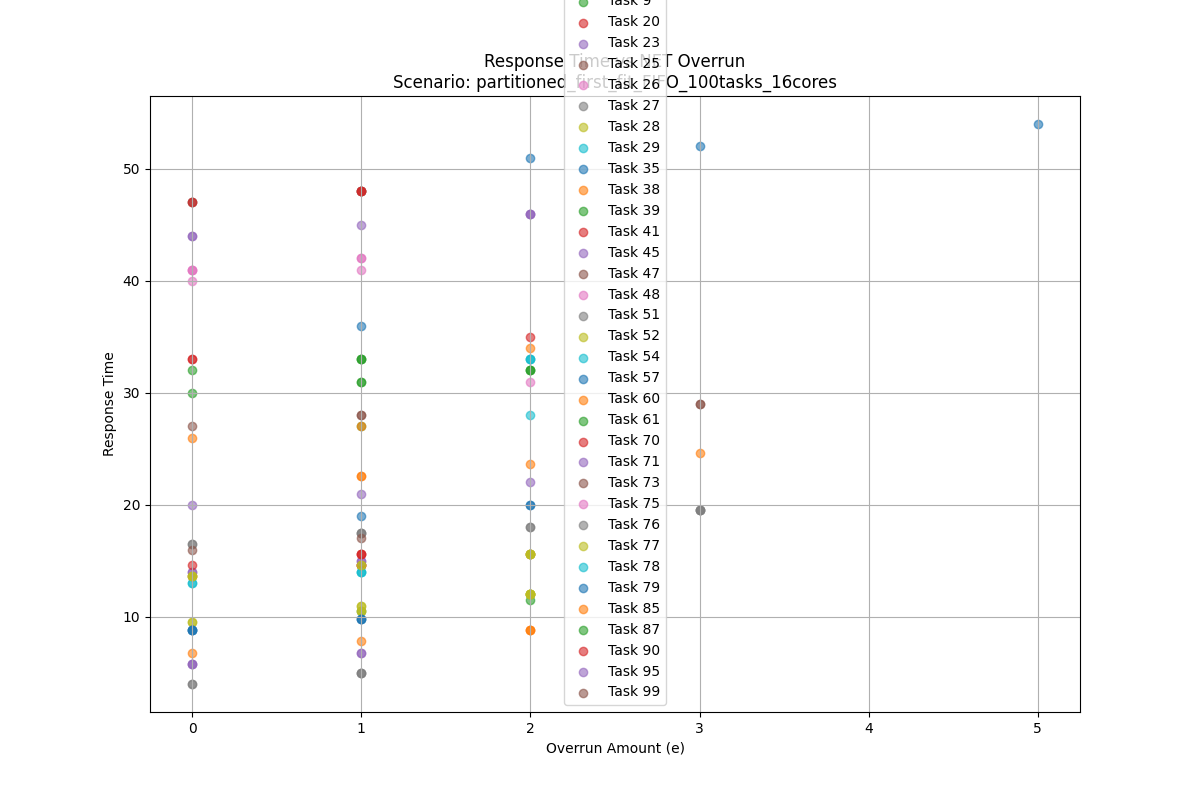 Task 9
Task 20
Task 23
Response Time vs NET Overrun
Task 25
Scenario: partitioned_first_fit_FIFO_100tasks_16cores
Task 26
Task 27
Task 28
Task 29
Task 35
Task 38
Task 39
Task 41
Task 45
Task 47
Task 48
Task 51
Task 52
Task 54
Task 57
Task 60
Task 61
Task 70
Task 71
Task 73
Task 75
Task 76
Task 77
Task 78
Task 79
Task 85
Task 87
Task 90
Task 95
Task 99
Response Time
50
40
30
20
10
0 1 2 3 4 5
Overrun Amount (e)